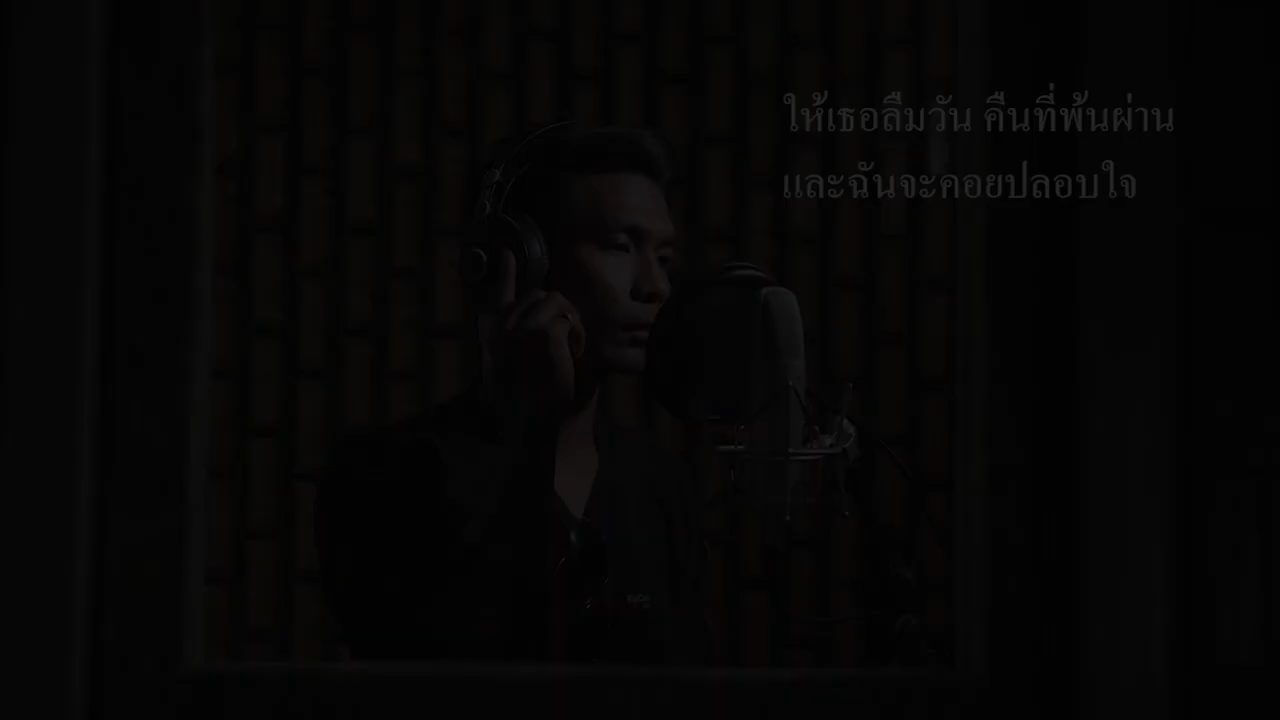 ให้เธอลืมวัน คืนที่พ้นผ่าน
และฉันจะคอยปลอบใจ